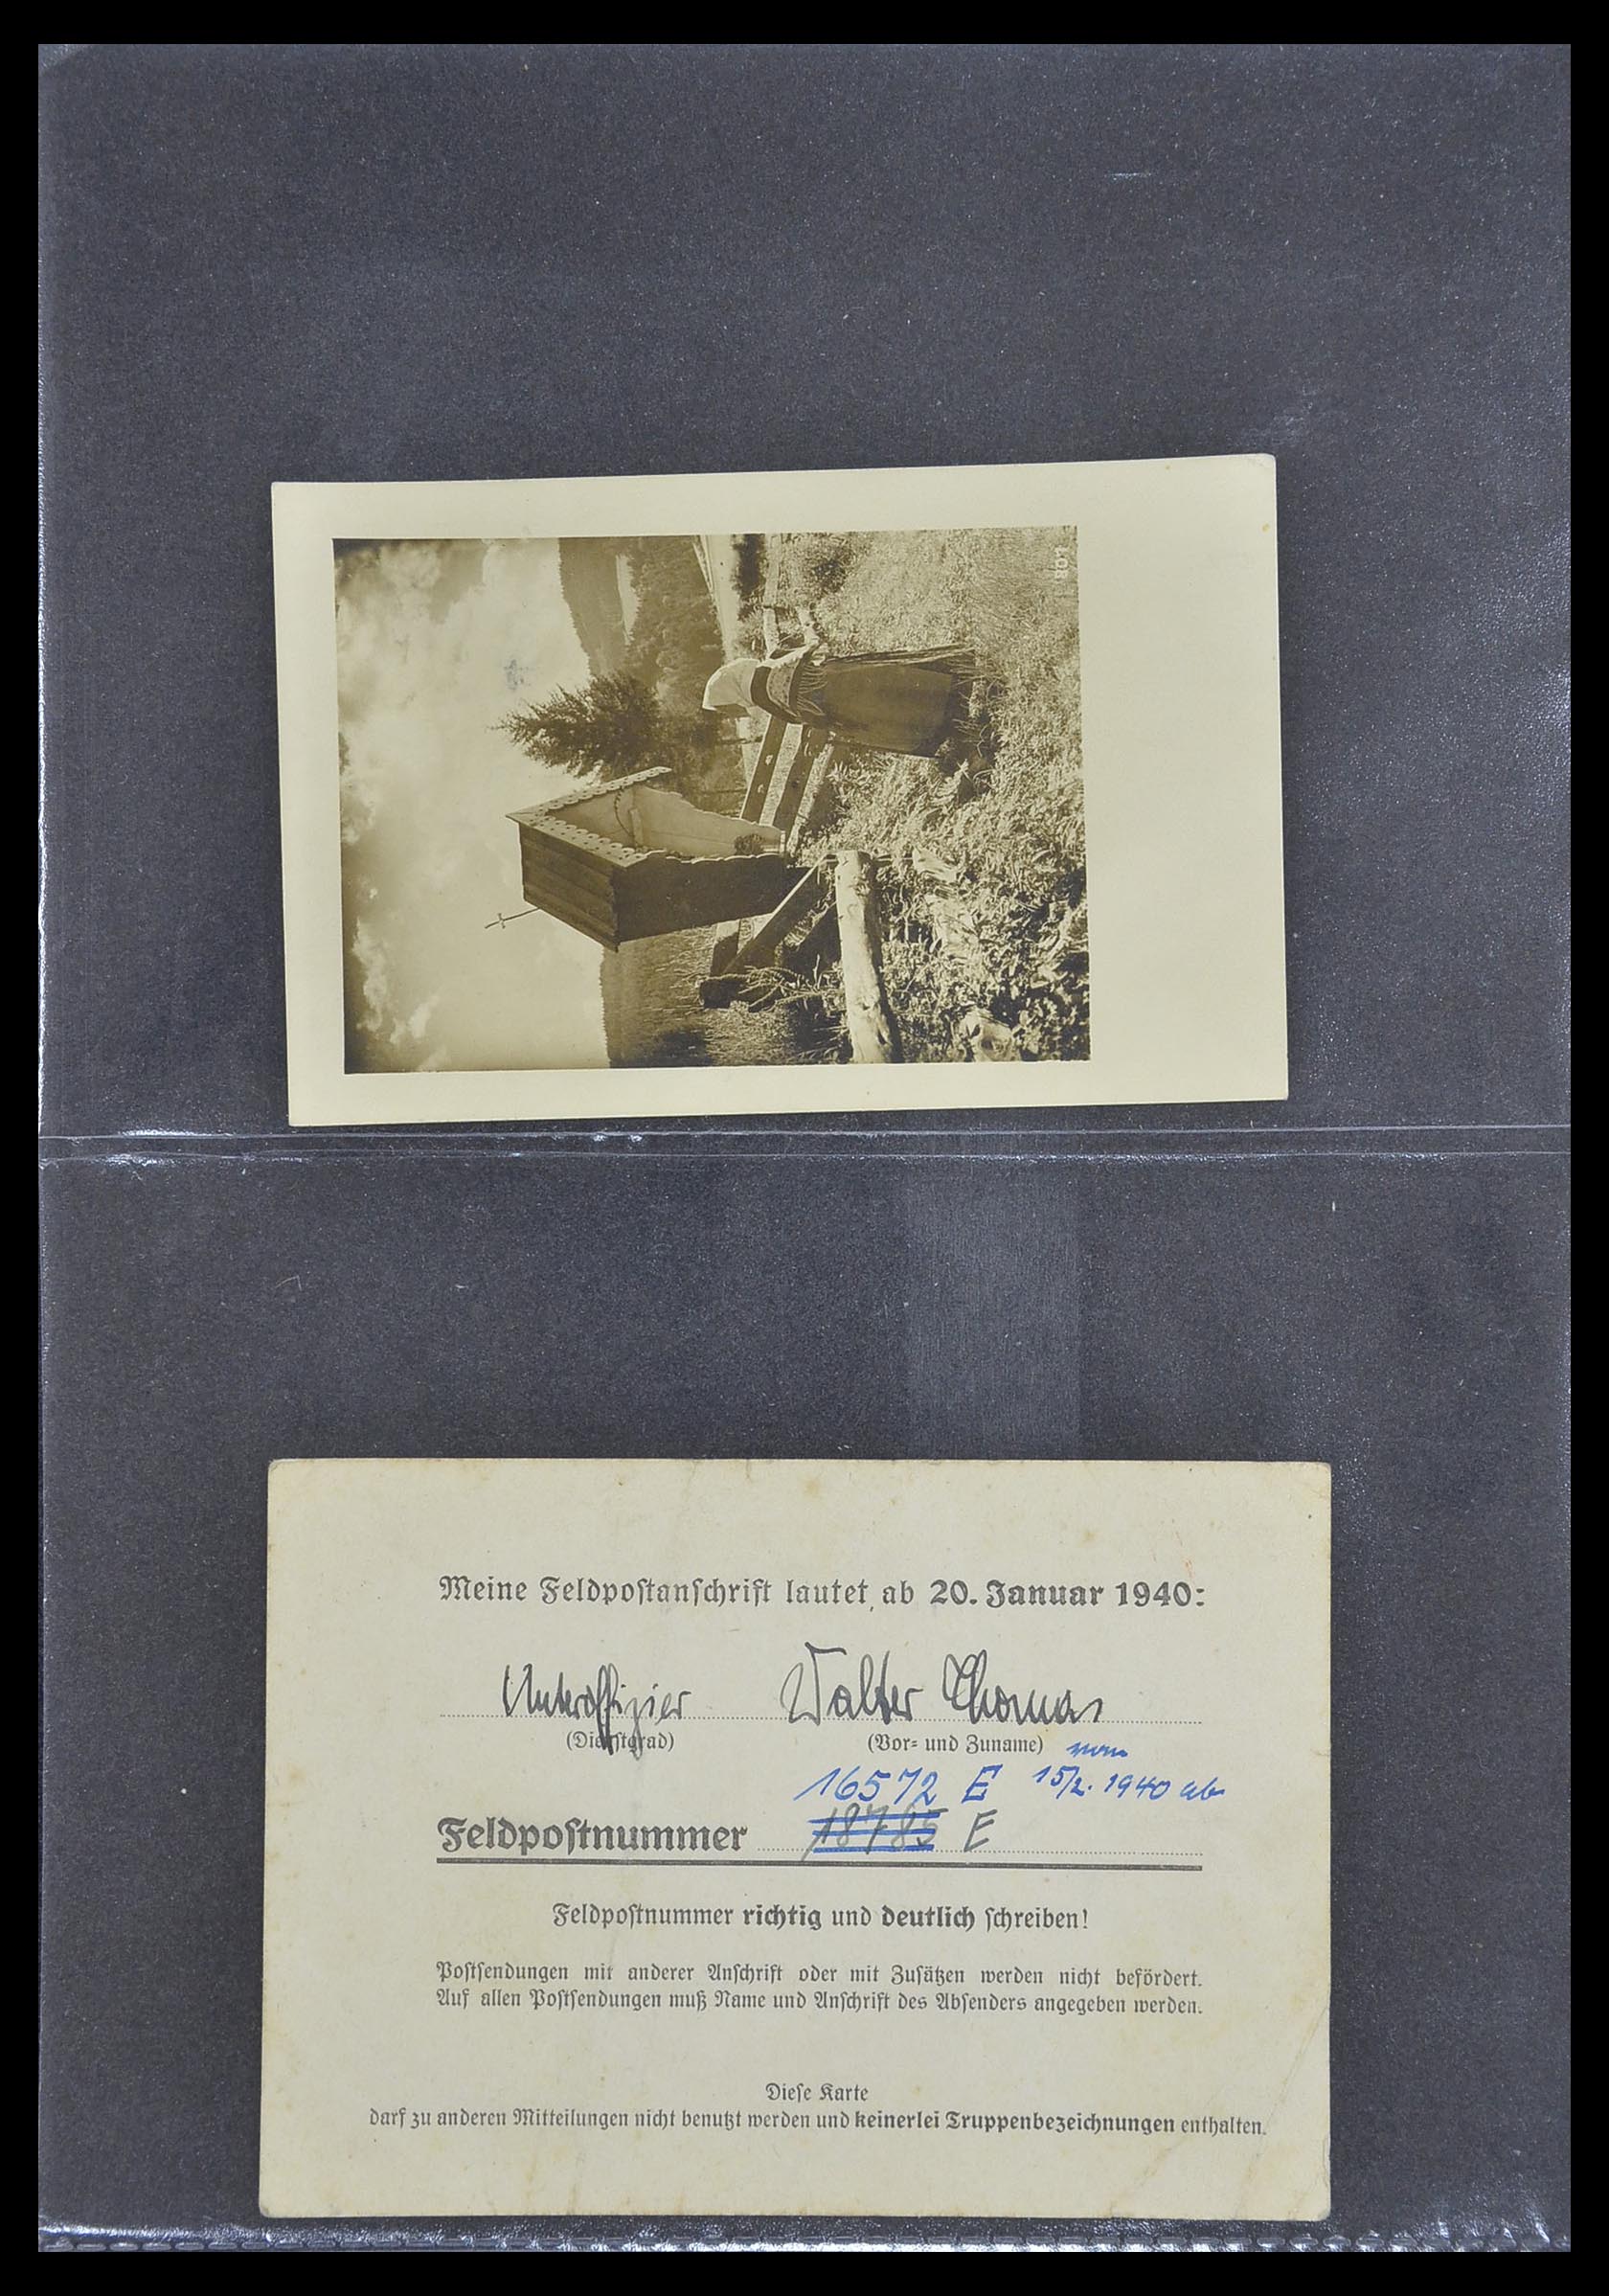 Meine Feldpostanschrift lautet ab 20. Januar 1940:
Unteroffizier Walter Thomas
(Dienstgrad) (Vor- und Zuname) vom
16572 E 15/2. 1940 ab
Feldpostnummer 18785 E
Feldpostnummer richtig und deutlich schreiben!
Postsendungen mit anderer Anschrift oder mit Zusätzen werden nicht befördert.
Auf allen Postsendungen muß Name und Anschrift des Absenders angegeben werden.
Diese Karte
darf zu anderen Mitteilungen nicht benutzt werden und keinerlei Truppenbezeichnungen enthalten.